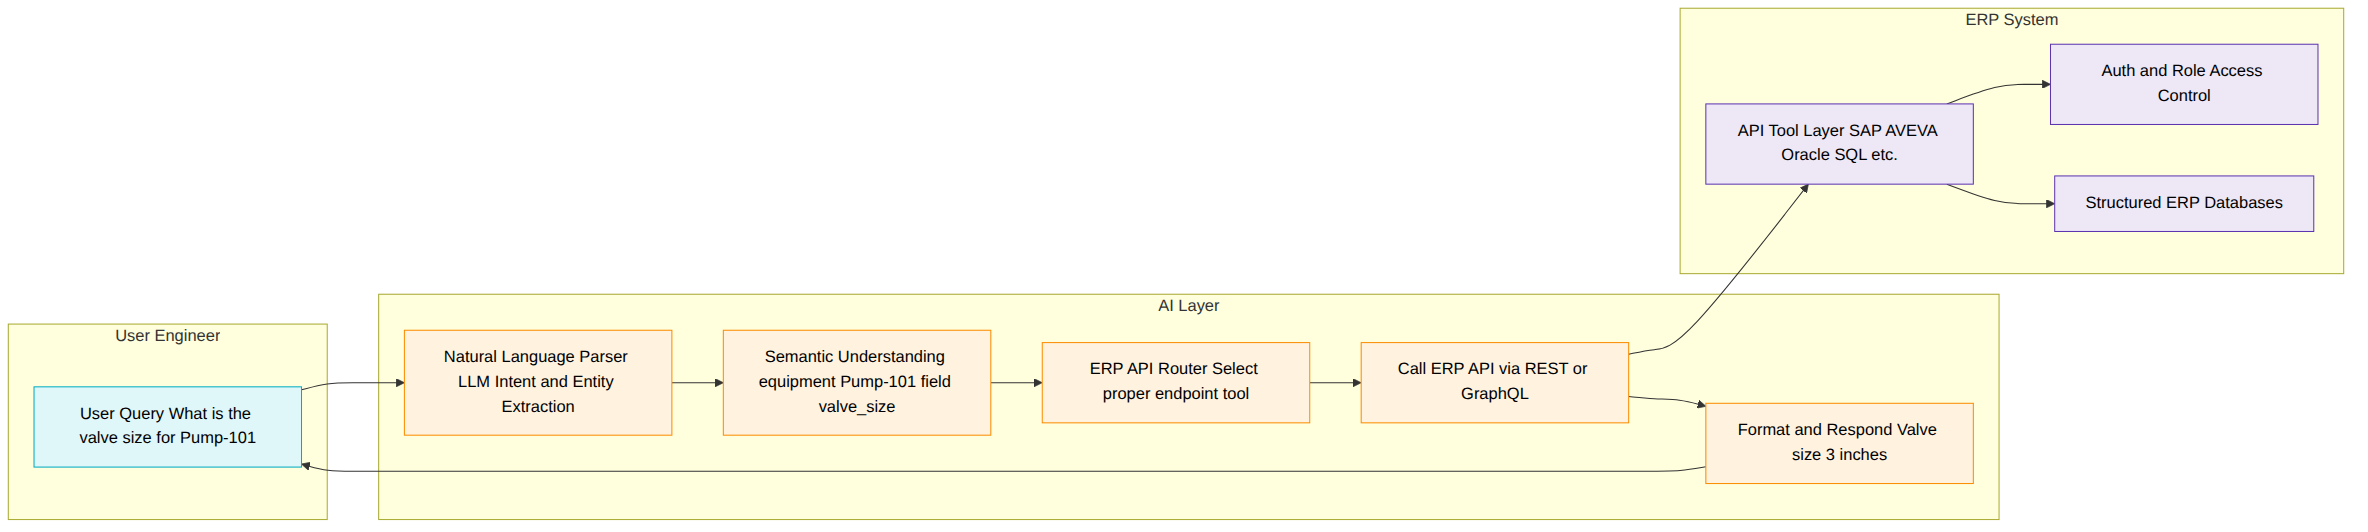 ERP System
Auth and Role Access
Control
API Tool Layer SAP AVEVA
Oracle SQL etc.
Structured ERP Databases
AI Layer
User Engineer
User Query What is the
valve size for Pump-101
Natural Language Parser
LLM Intent and Entity
Extraction
Semantic Understanding
equipment Pump-101 field
valve_size
ERP API Router Select
proper endpoint tool
Call ERP API via REST or
GraphQL
Format and Respond Valve
size 3 inches